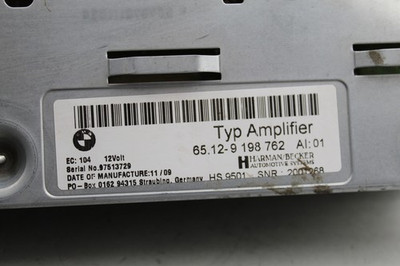 Typ Amplifier
65.12-9 198 762 AI:01
EC: 104 12Volt
Serial No.97513729
HARMAN/BECKER
AUTOMOTIVE SYSTEMS
DATE OF MANUFACTURE:11/09
PO-Box 0162 94315 Straubing, Germany
HS 9501 SNR